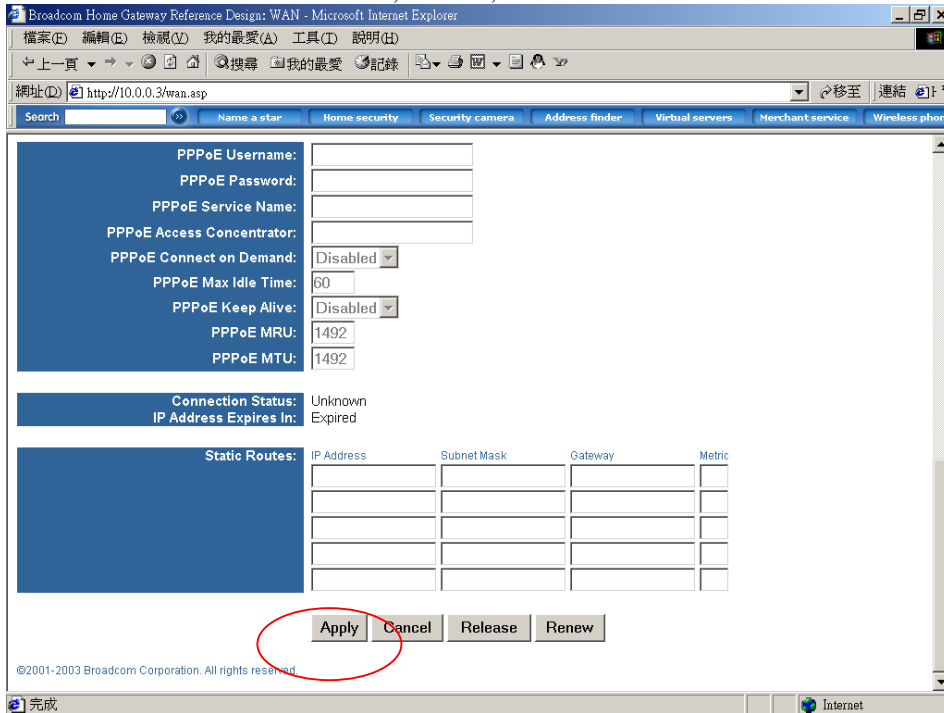 Broadcom Home Gateway Reference Design: WAN - Microsoft Internet Explorer
檔案(F) 編輯(E) 檢視(V) 我的最愛(A) 工具(T) 說明(H)
上一頁 搜尋 我的最愛 記錄
網址(D) http://10.0.0.3/wan.asp 移至 連結
Search Name a star Home security Security camera Address finder Virtual servers Merchant service Wireless phon
PPPoE Username:
PPPoE Password:
PPPoE Service Name:
PPPoE Access Concentrator:
PPPoE Connect on Demand: Disabled
PPPoE Max Idle Time: 60
PPPoE Keep Alive: Disabled
PPPoE MRU: 1492
PPPoE MTU: 1492
Connection Status: Unknown
IP Address Expires In: Expired
Static Routes: IP Address Subnet Mask Gateway Metric
Apply Cancel Release Renew
©2001-2003 Broadcom Corporation. All rights reserved.
完成 Internet